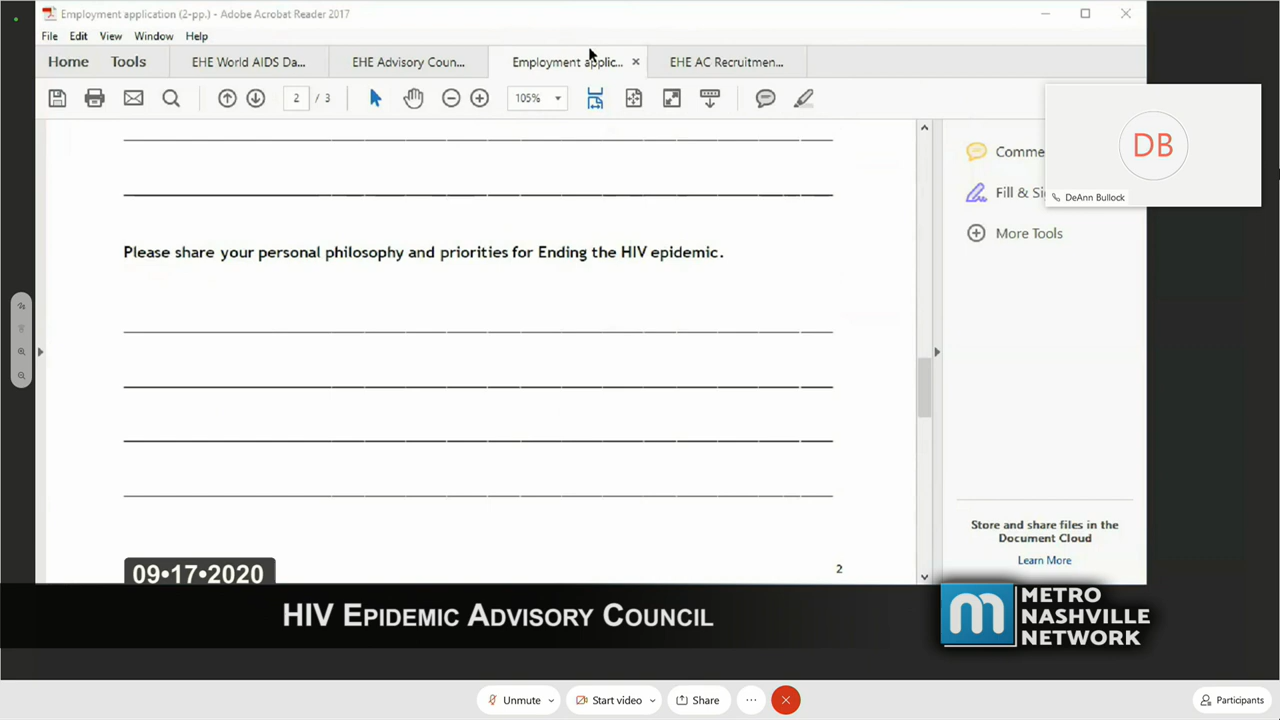 Employment application (2-pp.) - Adobe Acrobat Reader 2017
File Edit View Window Help
Home Tools EHE World AIDS Da... EHE Advisory Coun... Employment applic... × EHE AC Recruitmen...
2 / 3 105%
DB
DeAnn Bullock
Comme
Fill & Si
More Tools
Please share your personal philosophy and priorities for Ending the HIV epidemic.
Store and share files in the
Document Cloud
Learn More
2
09•17•2020
HIV EPIDEMIC ADVISORY COUNCIL
m METRO
NASHVILLE
NETWORK
Unmute Start video Share ... Participants